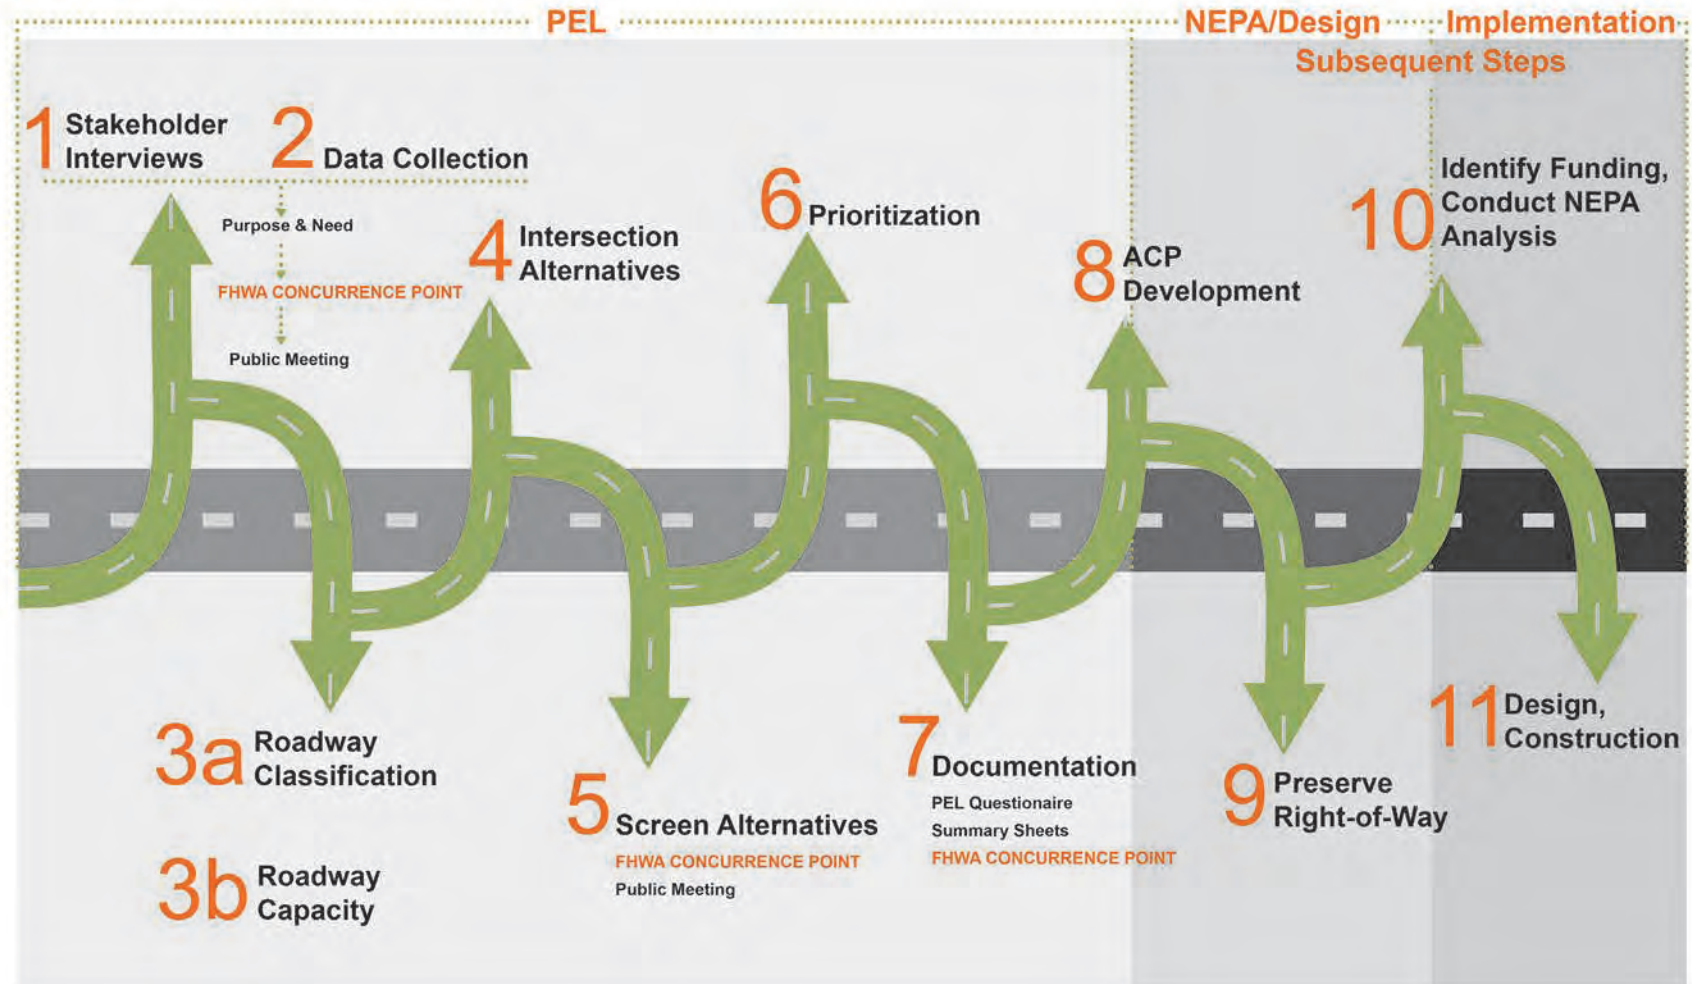 PEL
NEPA/Design
Implementation
Subsequent Steps
1 Stakeholder
Interviews
2 Data Collection
Purpose & Need
FHWA CONCURRENCE POINT
Public Meeting
3a Roadway
Classification
3b Roadway
Capacity
4 Intersection
Alternatives
5 Screen Alternatives
FHWA CONCURRENCE POINT
Public Meeting
6 Prioritization
7 Documentation
PEL Questionaire
Summary Sheets
FHWA CONCURRENCE POINT
8 ACP
Development
9 Preserve
Right-of-Way
10 Identify Funding,
Conduct NEPA
Analysis
11 Design,
Construction